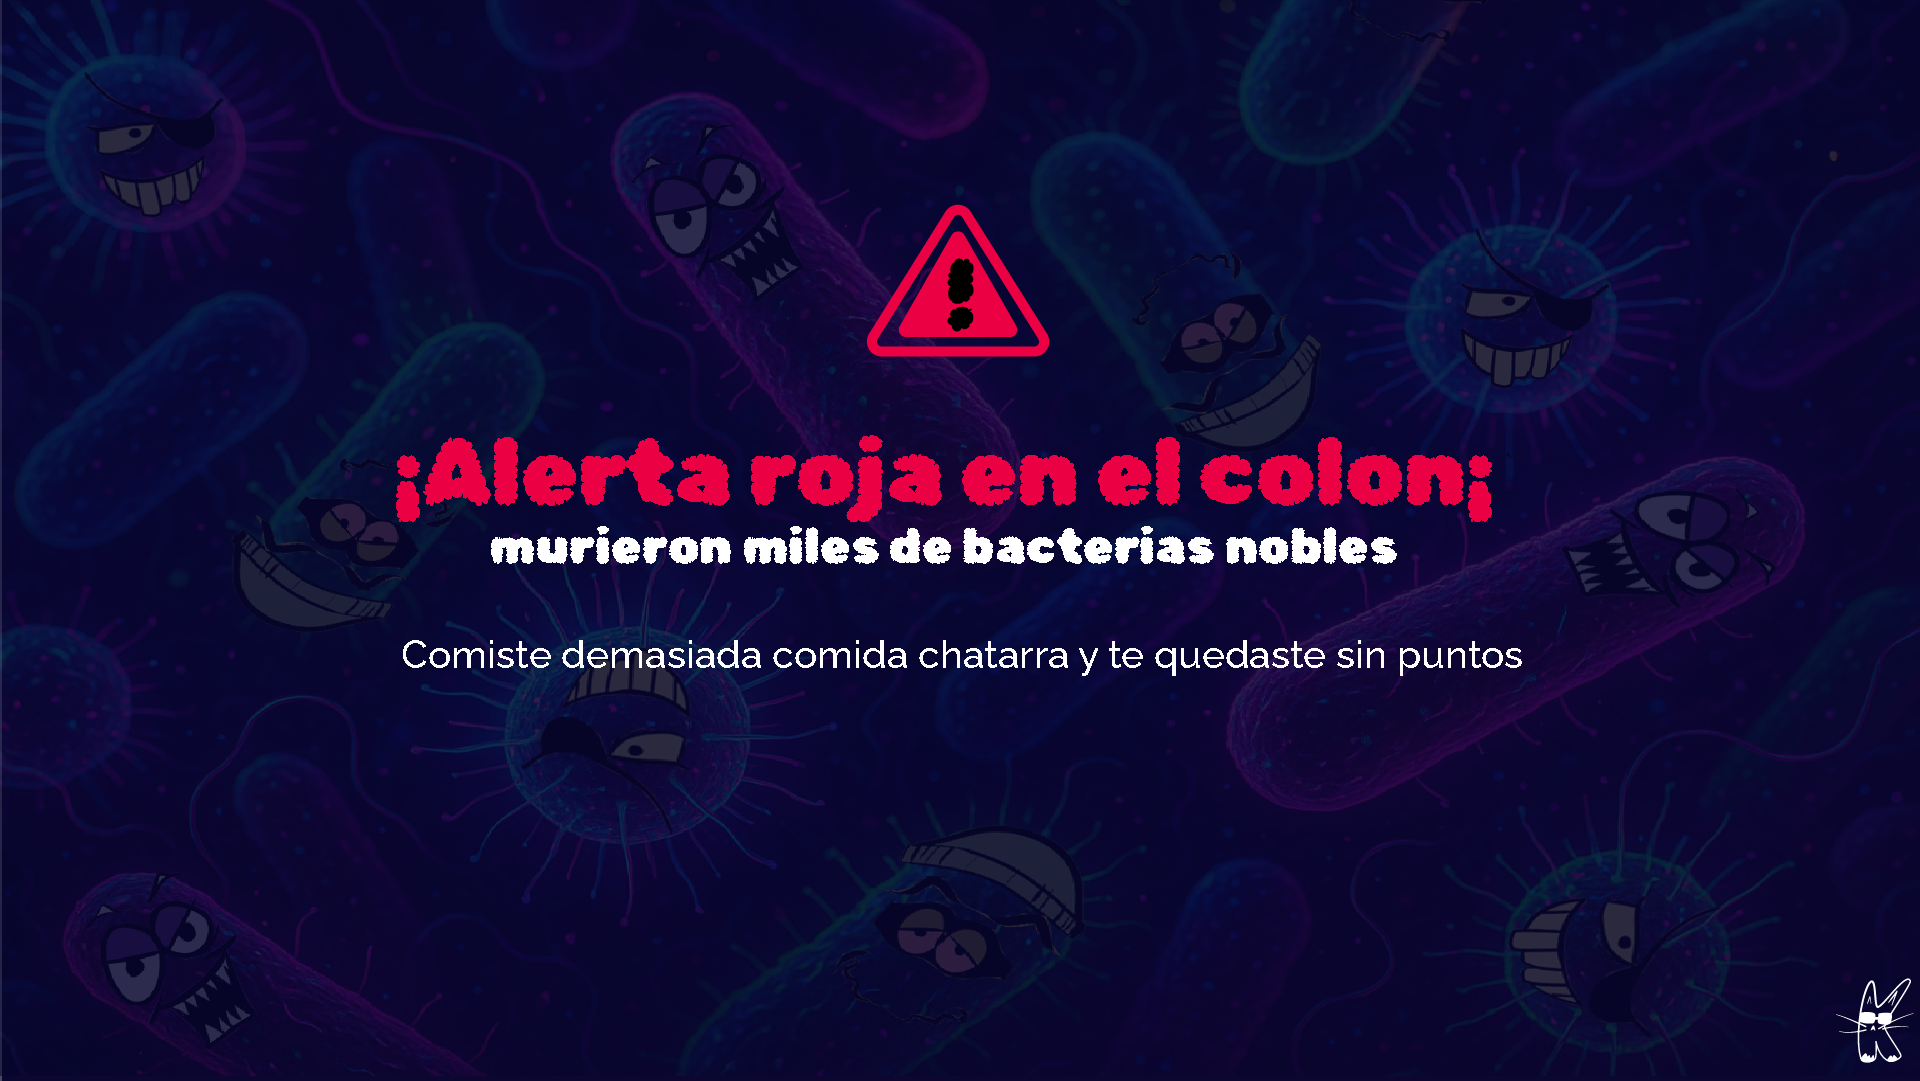 !
¡Alerta roja en el colon¡
murieron miles de bacterias nobles
Comiste demasiada comida chatarra y te quedaste sin puntos